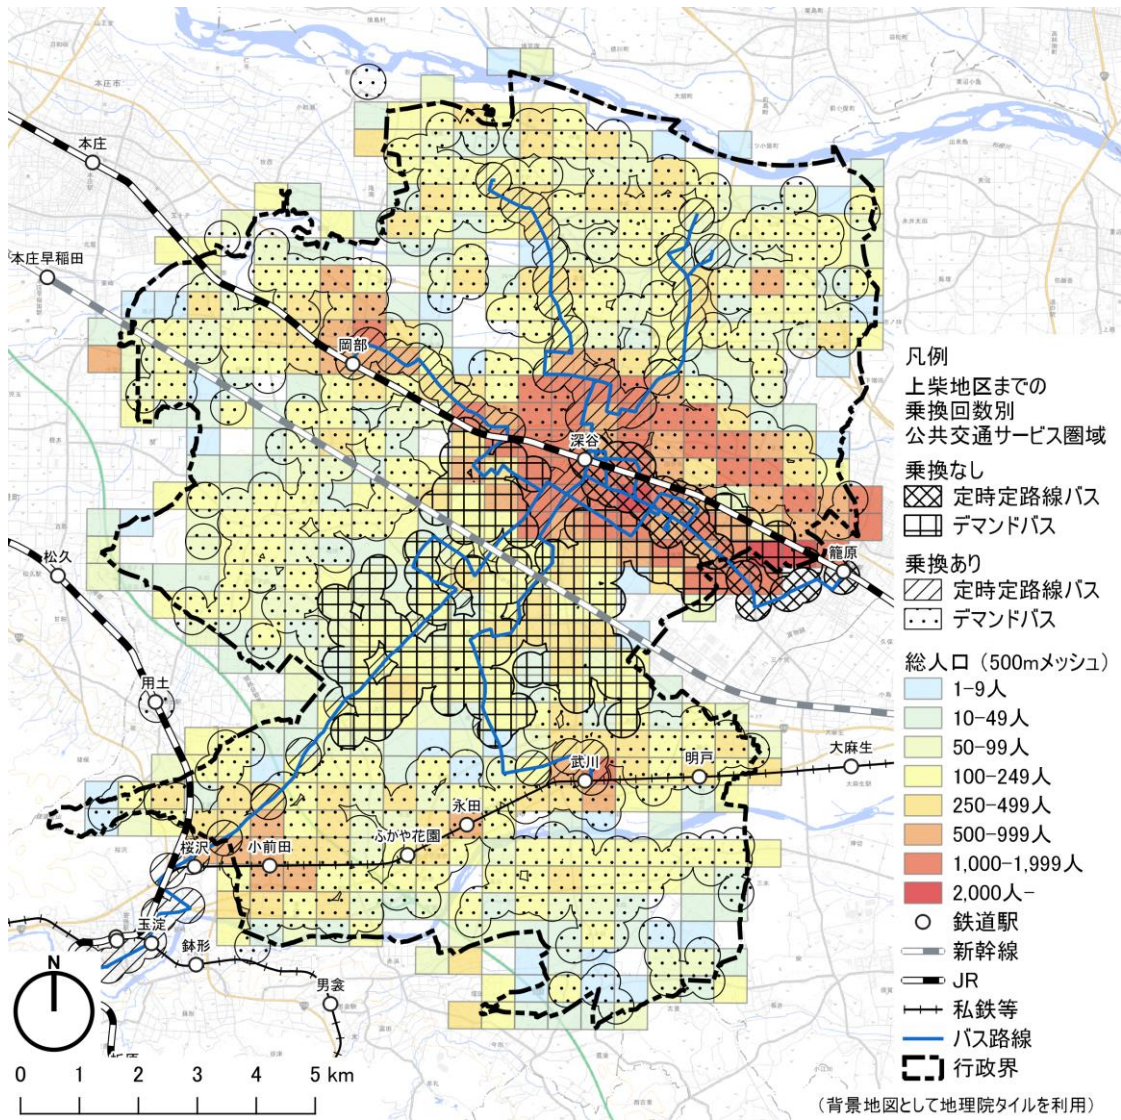 本庄市
本庄
本庄早稲田
岡部
深谷
籠原
松久
用土
武川
明戸
大麻生
永田
ふかや花園
小前田
桜沢
玉淀
鉢形
男衾
N
0 1 2 3 4 5 km
凡例
上柴地区までの
乗換回数別
公共交通サービス圏域
乗換なし
定時定路線バス
デマンドバス
乗換あり
定時定路線バス
デマンドバス
総人口（500mメッシュ）
1-9人
10-49人
50-99人
100-249人
250-499人
500-999人
1,000-1,999人
2,000人-
鉄道駅
新幹線
JR
私鉄等
バス路線
行政界
（背景地図として地理院タイルを利用）